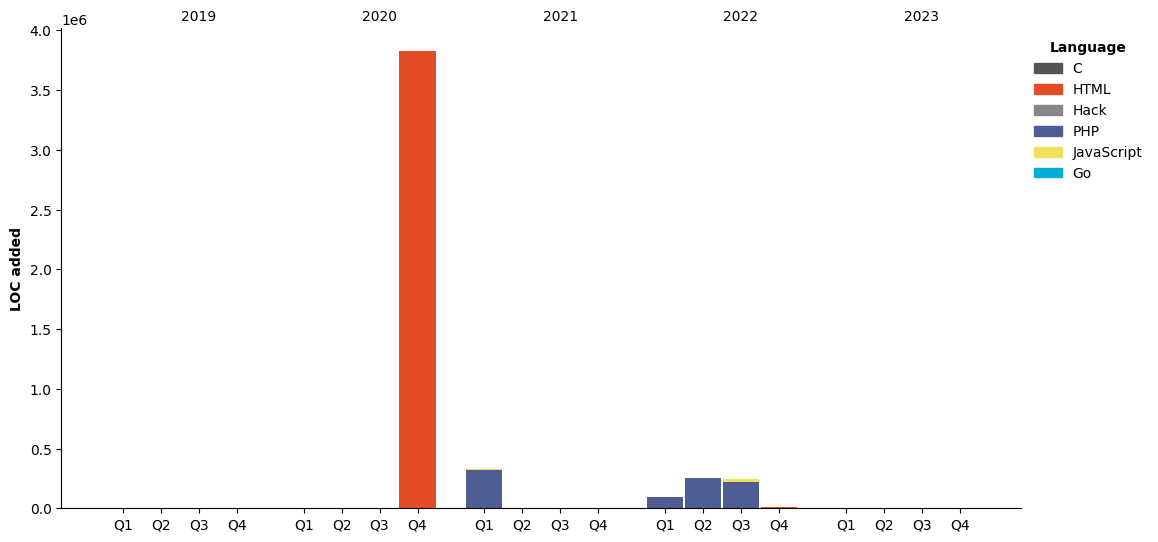 2019 2020 2021 2022 2023
1e6
4.0
3.5
3.0
2.5
2.0
1.5
1.0
0.5
0.0
LOC added
Q1 Q2 Q3 Q4 Q1 Q2 Q3 Q4 Q1 Q2 Q3 Q4 Q1 Q2 Q3 Q4 Q1 Q2 Q3 Q4
Language
C
HTML
Hack
PHP
JavaScript
Go